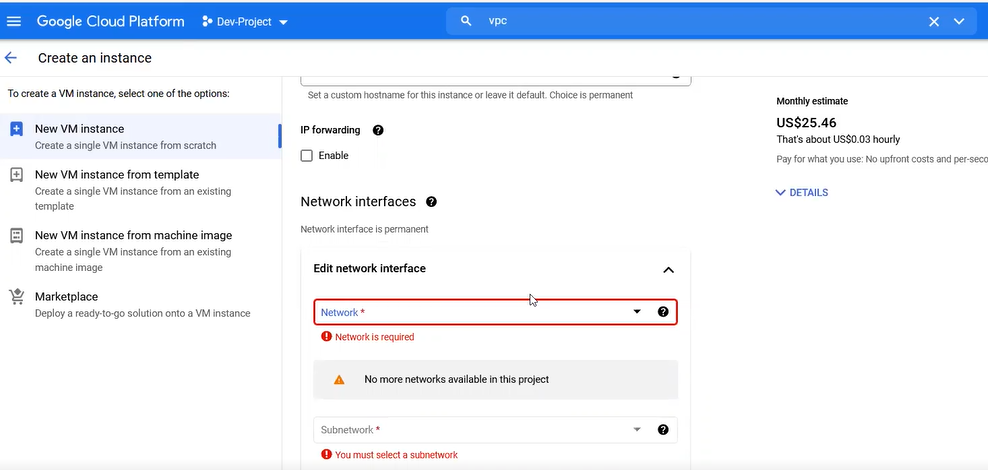 Google Cloud Platform
Dev-Project
vpc
Create an instance
To create a VM instance, select one of the options:
New VM instance
Create a single VM instance from scratch
New VM instance from template
Create a single VM instance from an existing
template
New VM instance from machine image
Create a single VM instance from an existing
machine image
Marketplace
Deploy a ready-to-go solution onto a VM instance
Set a custom hostname for this instance or leave it default. Choice is permanent
IP forwarding
Enable
Network interfaces
Network interface is permanent
Edit network interface
Network *
Network is required
No more networks available in this project
Subnetwork *
You must select a subnetwork
Monthly estimate
US$25.46
That's about US$0.03 hourly
Pay for what you use: No upfront costs and per-seco
DETAILS